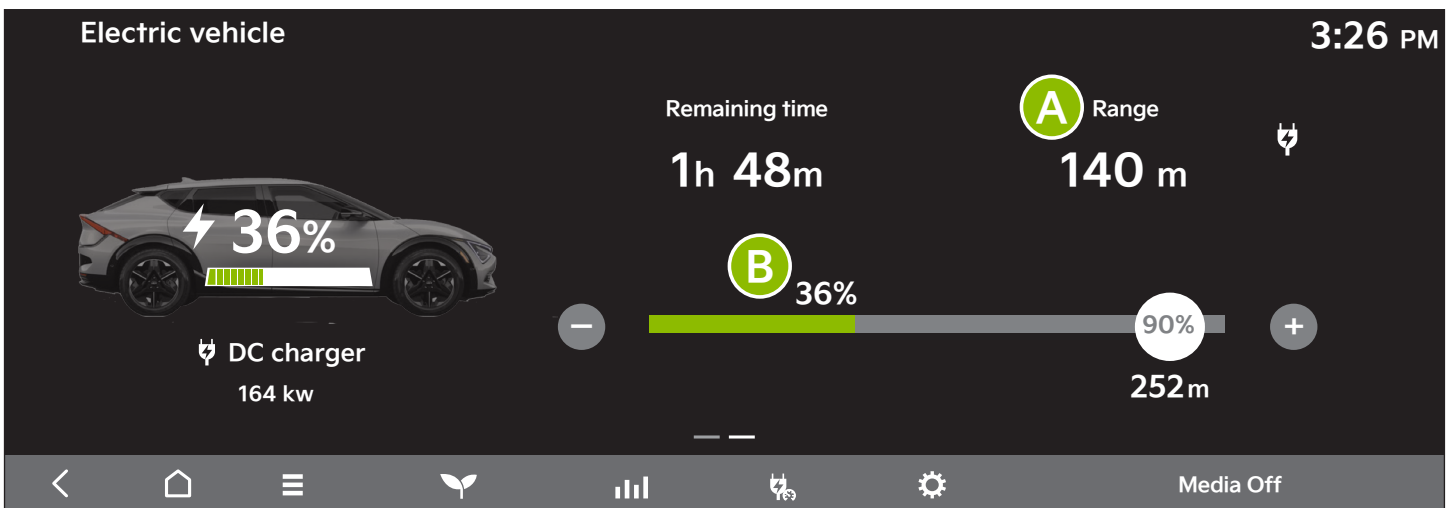 Electric vehicle
3:26 PM
Remaining time
A Range
1h 48m
140 m
36%
B
36%
90%
252m
DC charger
164 kw
Media Off